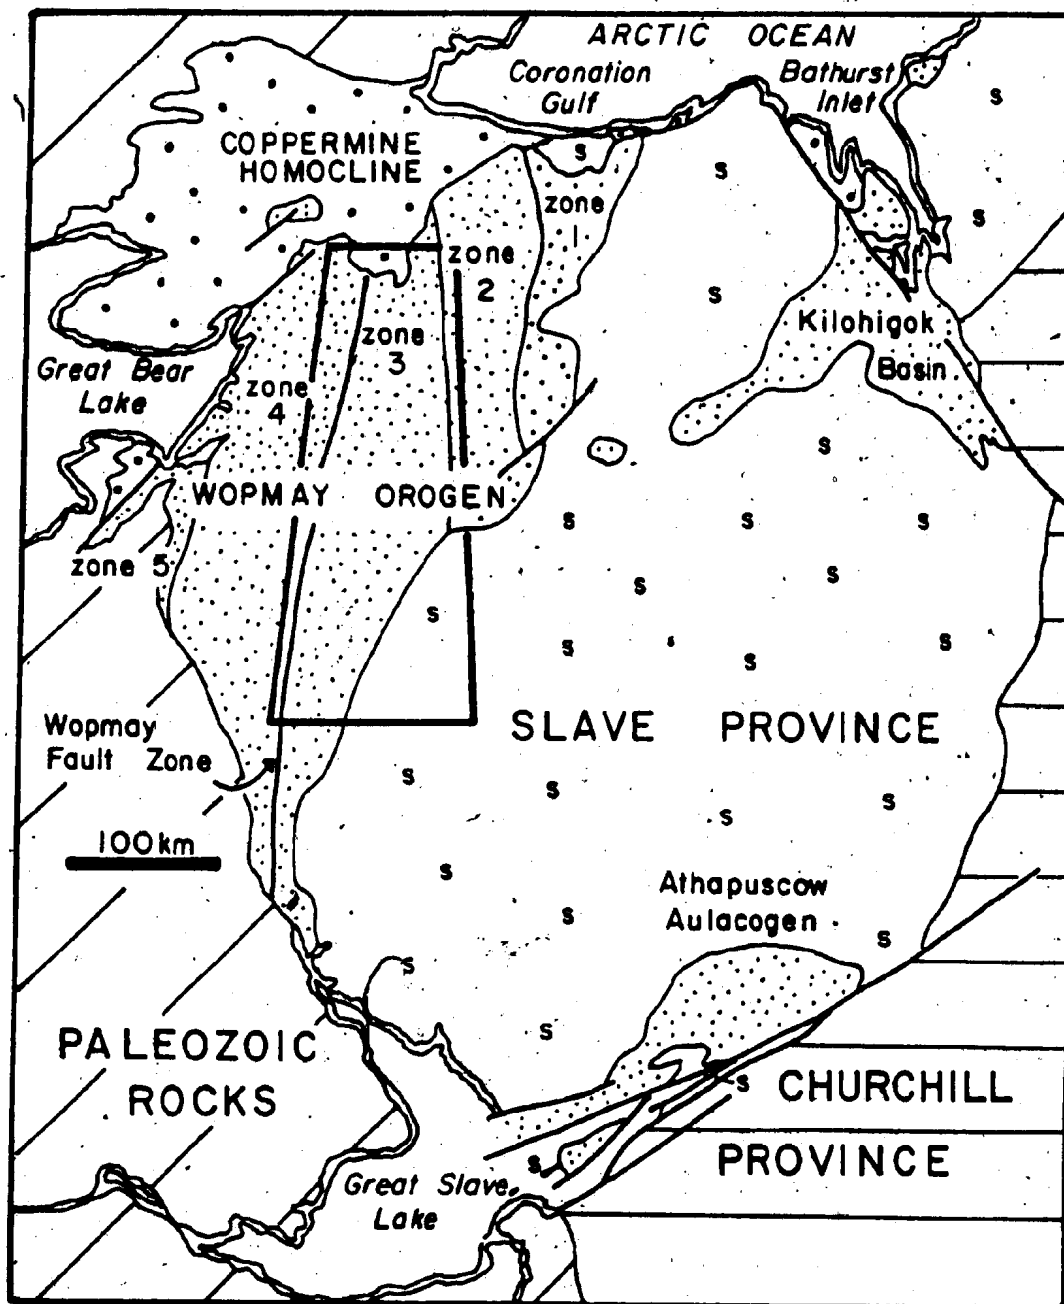 ARCTIC OCEAN
Coronation
Gulf
Bathurst
Inlet
s
COPPERMINE
HOMOCLINE
s
s
zone
1
s
zone
2
s
Kilohigok
Basin
zone
3
Great Bear
Lake
zone
4
s
WOPMAY OROGEN
s
s
s
zone 5
s
s
s
s
s
s
Wopmay
Fault Zone
SLAVE PROVINCE
s
s
s
s
100km
s
Athapuscow
Aulacogen
s
s
s
s
PALEOZOIC
ROCKS
s
CHURCHILL
PROVINCE
s
Great Slave
Lake